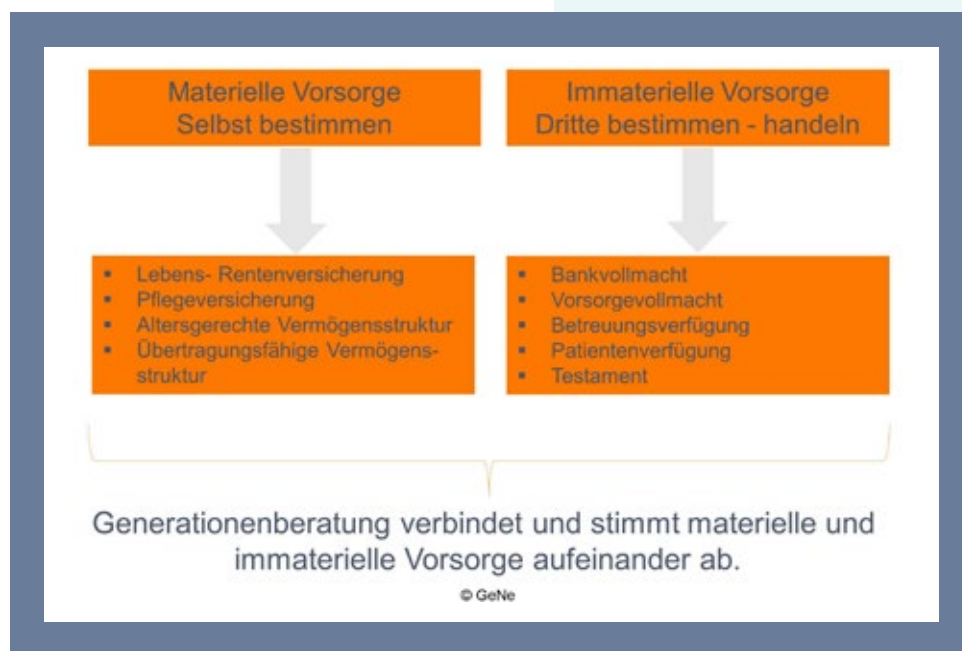 Materielle Vorsorge
Selbst bestimmen
Immaterielle Vorsorge
Dritte bestimmen - handeln
▪ Lebens- Rentenversicherung
▪ Pflegeversicherung
▪ Altersgerechte Vermögensstruktur
▪ Übertragungsfähige Vermögens-
struktur
▪ Bankvollmacht
▪ Vorsorgevollmacht
▪ Betreuungsverfügung
▪ Patientenverfügung
▪ Testament
Generationenberatung verbindet und stimmt materielle und
immaterielle Vorsorge aufeinander ab.
© GeNe